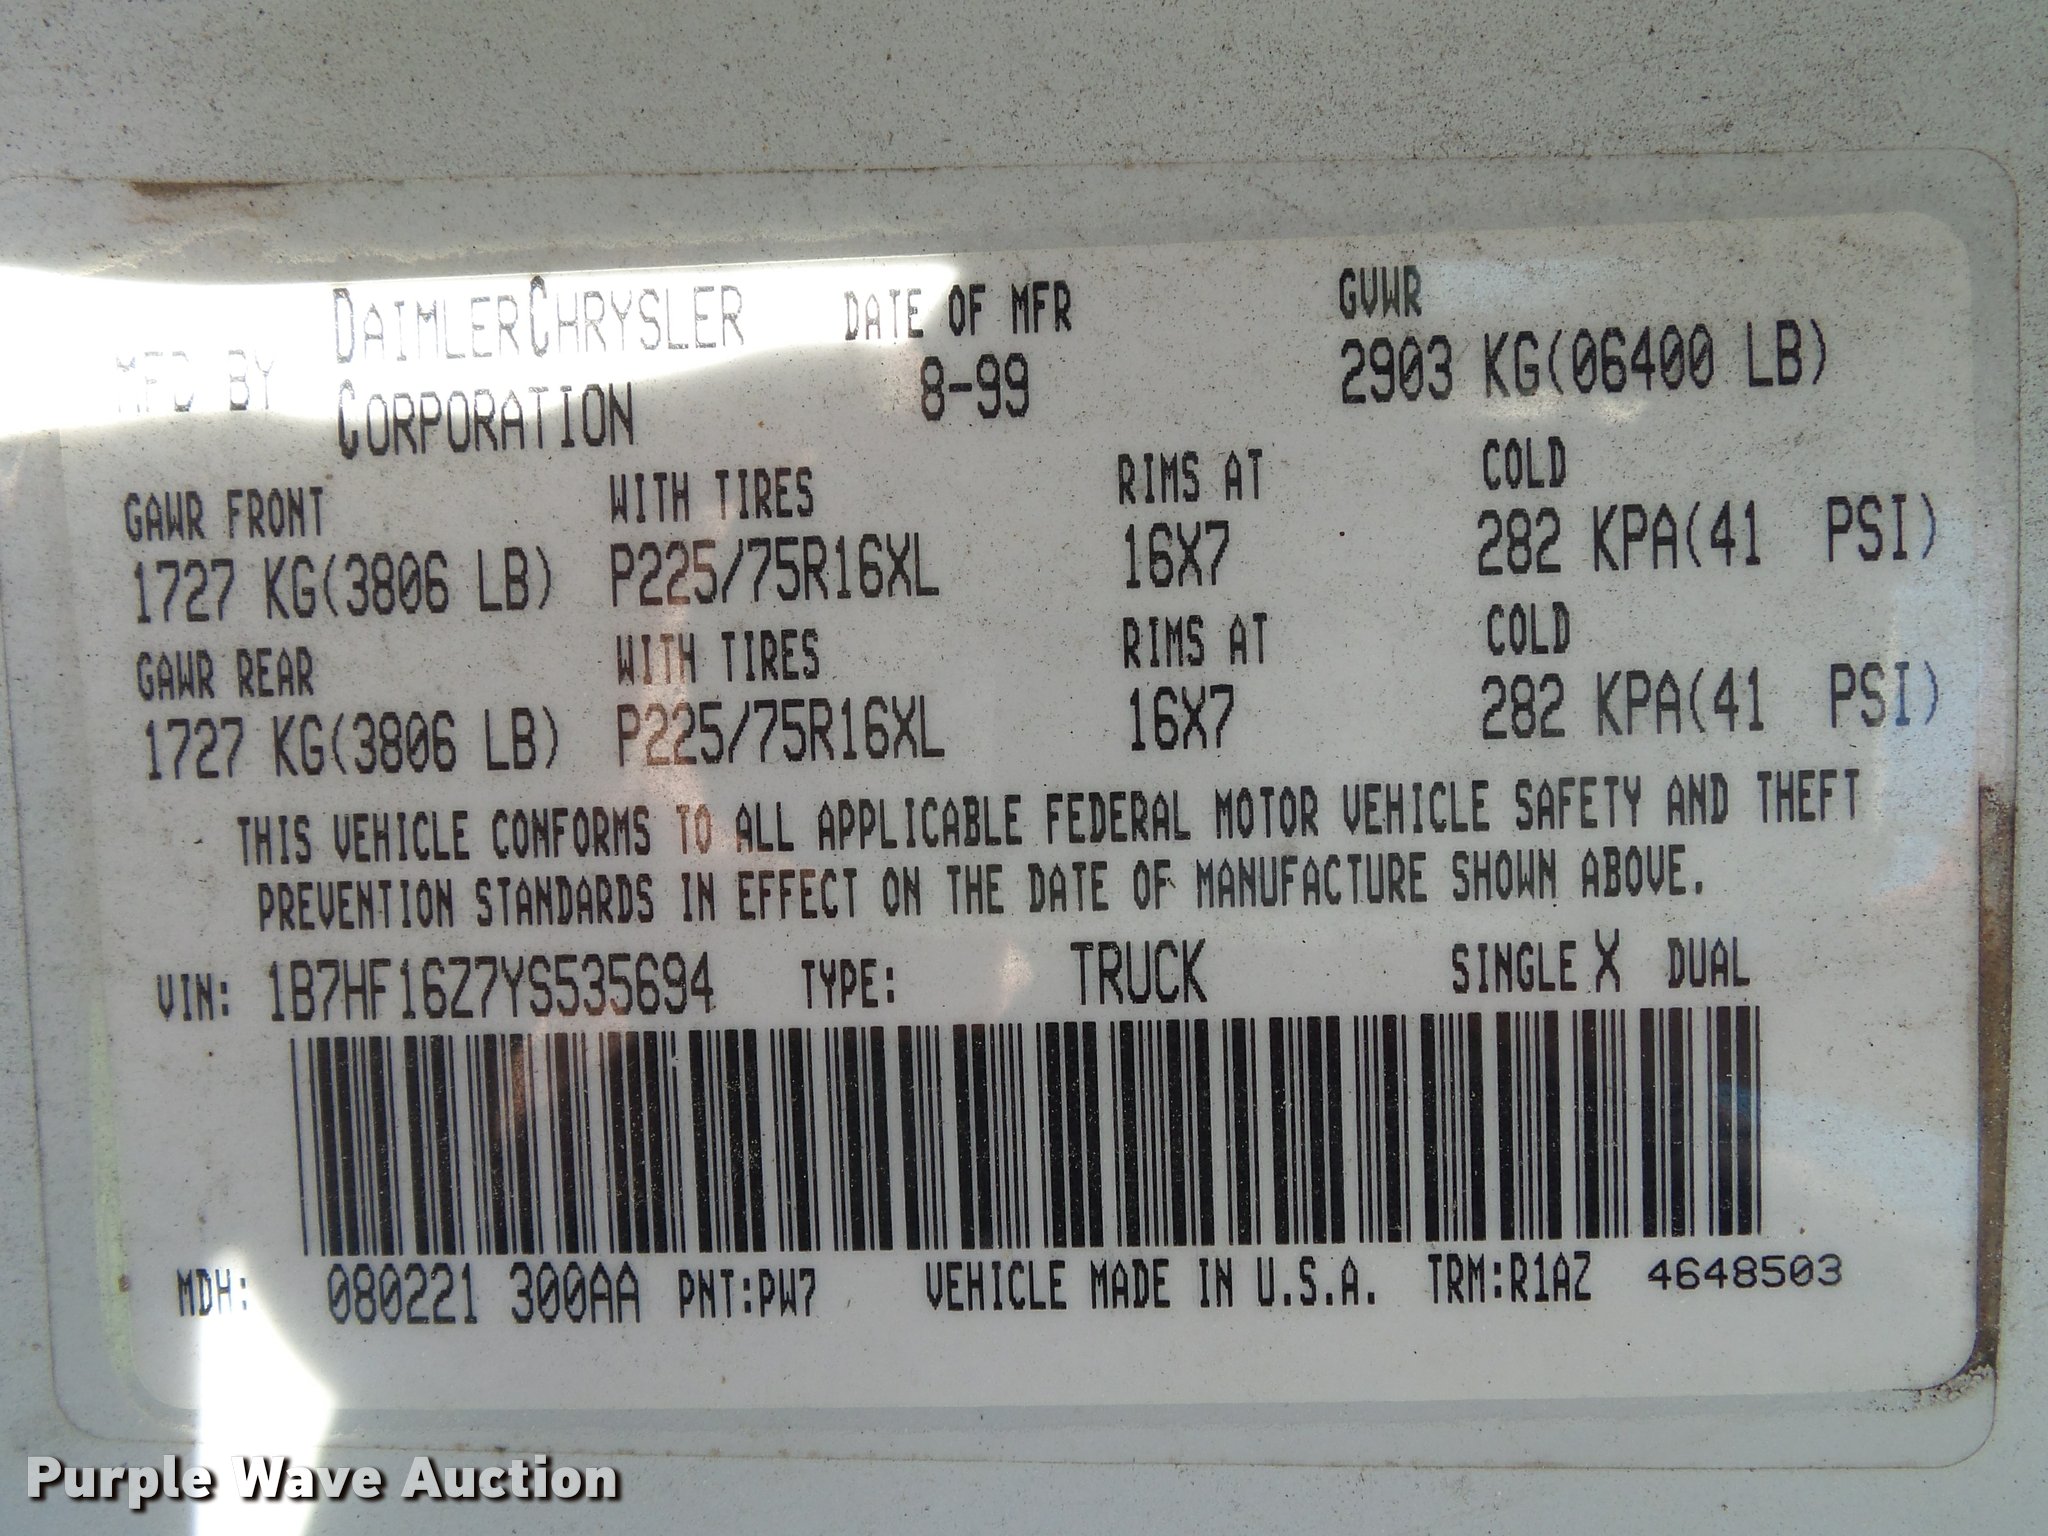 MFD BY DAIMLERCHRYSLER CORPORATION DATE OF MFR 8-99 GVWR 2903 KG(06400 LB)
GAWR FRONT WITH TIRES RIMS AT COLD
1727 KG(3806 LB) P225/75R16XL 16X7 282 KPA(41 PSI)
GAWR REAR WITH TIRES RIMS AT COLD
1727 KG(3806 LB) P225/75R16XL 16X7 282 KPA(41 PSI)
THIS VEHICLE CONFORMS TO ALL APPLICABLE FEDERAL MOTOR VEHICLE SAFETY AND THEFT
PREVENTION STANDARDS IN EFFECT ON THE DATE OF MANUFACTURE SHOWN ABOVE.
VIN: 1B7HF16Z7YS535694 TYPE: TRUCK SINGLE X DUAL
MDH: 080221 300AA PNT:PW7 VEHICLE MADE IN U.S.A. TRM:R1AZ 4648503
Purple Wave Auction